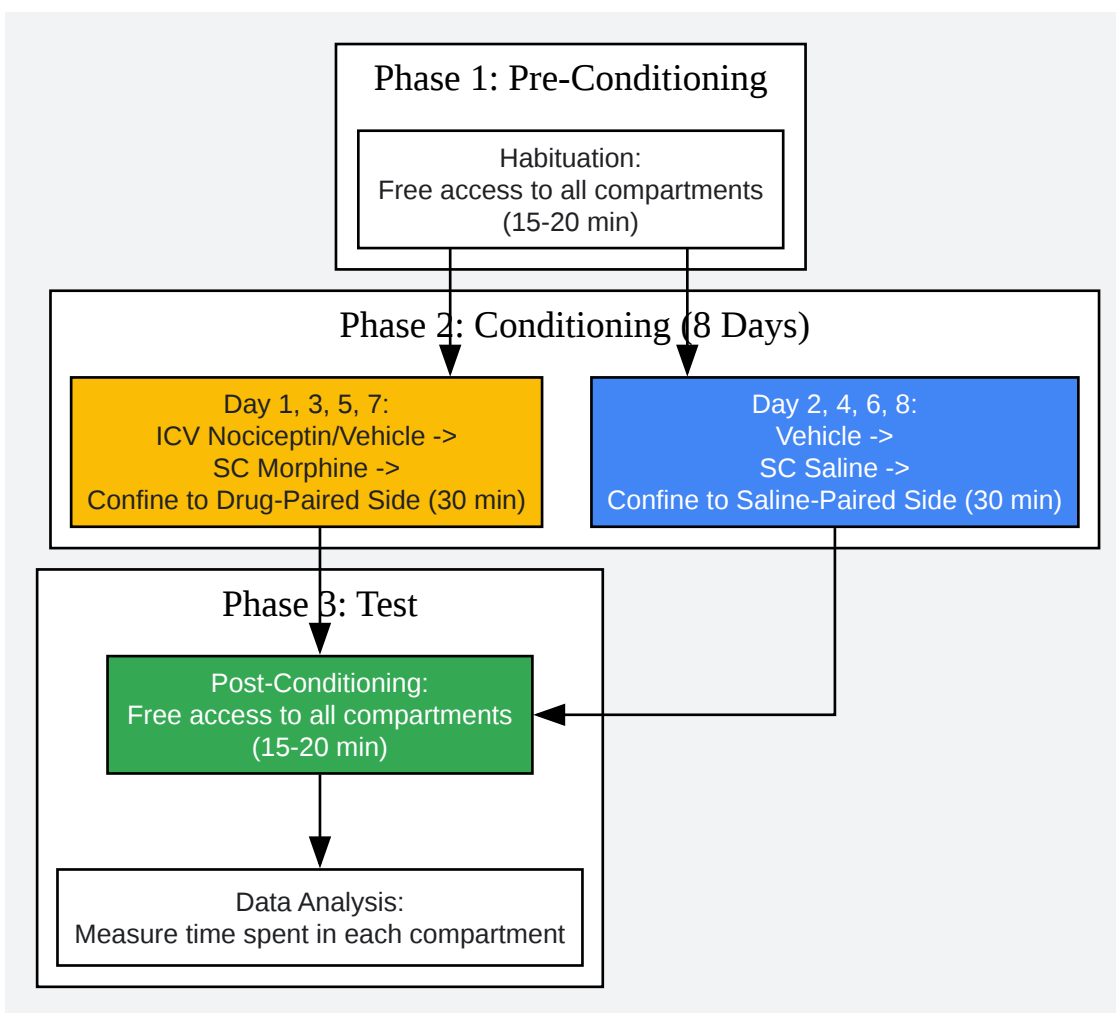 Phase 1: Pre-Conditioning
Habituation:
Free access to all compartments
(15-20 min)
Phase 2: Conditioning (8 Days)
Day 1, 3, 5, 7:
ICV Nociceptin/Vehicle ->
SC Morphine ->
Confine to Drug-Paired Side (30 min)
Day 2, 4, 6, 8:
Vehicle ->
SC Saline ->
Confine to Saline-Paired Side (30 min)
Phase 3: Test
Post-Conditioning:
Free access to all compartments
(15-20 min)
Data Analysis:
Measure time spent in each compartment